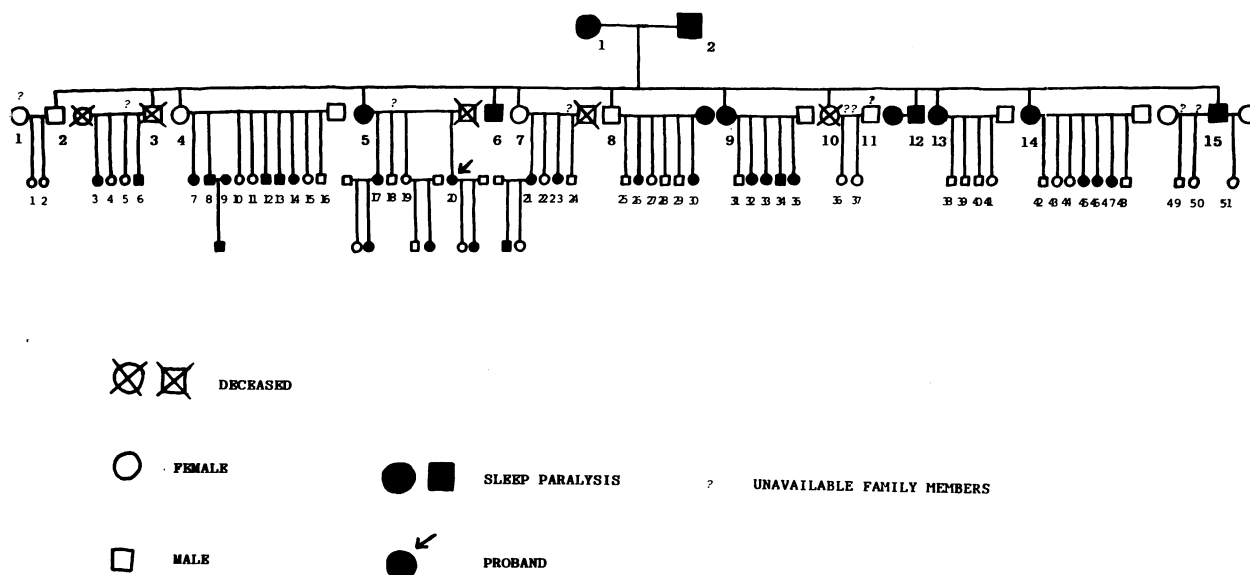 1 2
? ? ? ? ? ? ? ? ?
1 2 3 4 5 6 7 8 9 10 11 12 13 14 15
1 2 3 4 5 6 7 8 9 10 11 12 13 14 15 16 17 18 19 20 21 22 23 24 25 26 27 28 29 30 31 32 33 34 35 36 37 38 39 40 41 42 43 44 45 46 47 48 49 50 51
DECEASED
FEMALE
SLEEP PARALYSIS
? UNAVAILABLE FAMILY MEMBERS
MALE
PROBAND